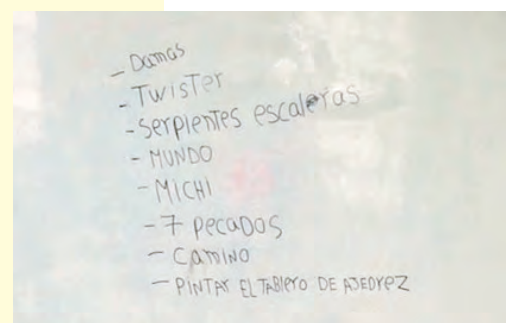 - Damas
- Twister
- Serpientes escaleras
- MUNDO
- MICHI
- 7 pecados
- camino
- PINTAR EL TABlero DE AJEDreZ